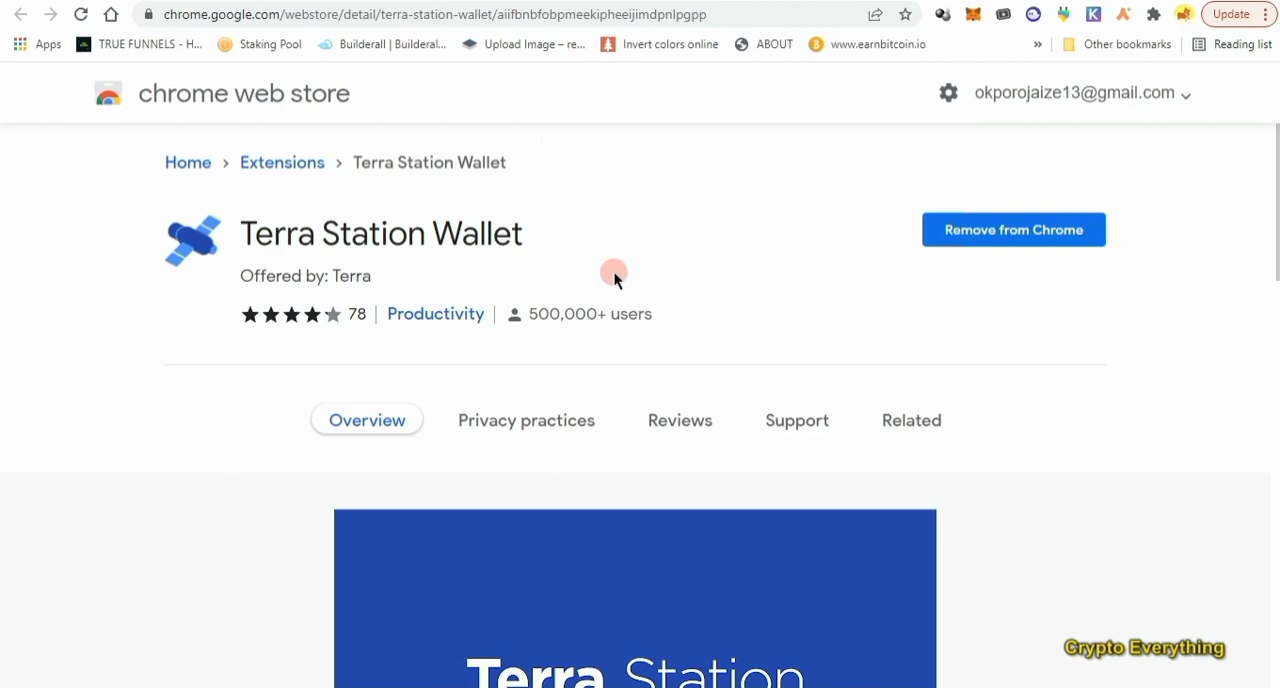 chrome.google.com/webstore/detail/terra-station-wallet/aiifbnbfobpmeekipheeijimdpnlpgpp
Update
Apps
TRUE FUNNELS - H...
Staking Pool
Builderall | Builderal...
Upload Image – re...
Invert colors online
ABOUT
www.earnbitcoin.io
»
Other bookmarks
Reading list
chrome web store
okporojaize13@gmail.com
Home › Extensions › Terra Station Wallet
Terra Station Wallet
Remove from Chrome
Offered by: Terra
78 | Productivity | 500,000+ users
Overview
Privacy practices
Reviews
Support
Related
Terra Station
Crypto Everything